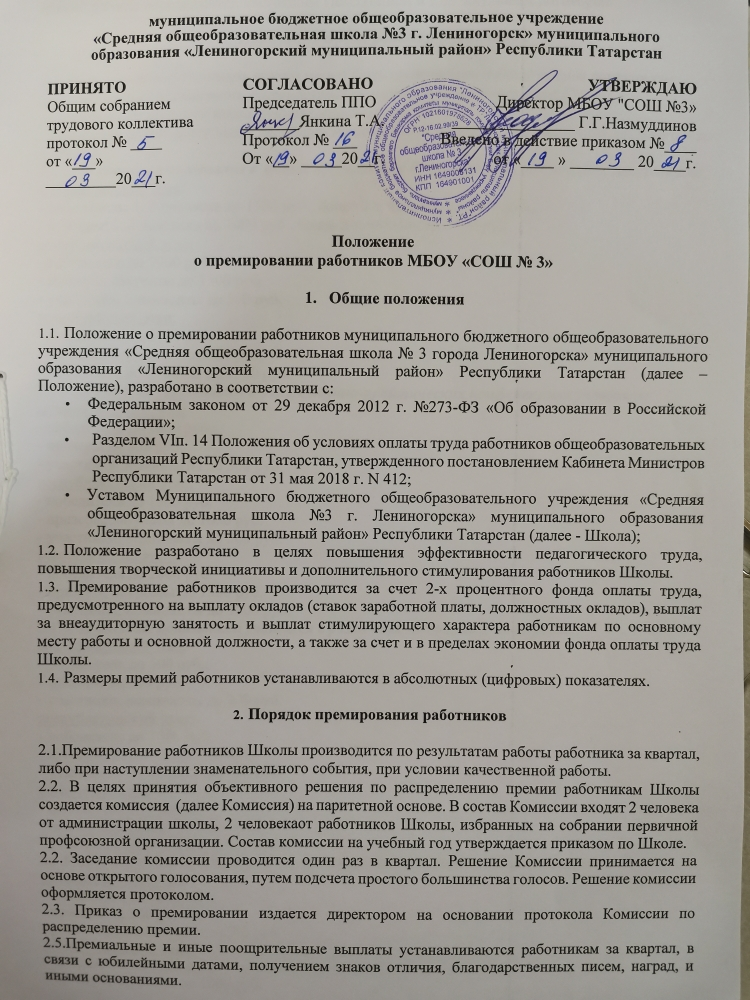 муниципальное бюджетное общеобразовательное учреждение
«Средняя общеобразовательная школа №3 г. Лениногорск» муниципального
образования «Лениногорский муниципальный район» Республики Татарстан
ПРИНЯТО
Общим собранием
трудового коллектива
протокол № 5
от «19»
03 2021г.
СОГЛАСОВАНО
Председатель ППО
Янкина Т.А.
Протокол № 16
От «19» 03 2021
УТВЕРЖДАЮ
Директор МБОУ "СОШ №3»
Г.Г.Назмуддинов
Введено в действие приказом № 8
от « 19 » 03 2021г.
"Средняя
общеобразовательная
школа № 3"
г.Лениногорска"
ИНН 1649008131
КПП 164901001
Положение
о премировании работников МБОУ «СОШ № 3»
1. Общие положения
1.1. Положение о премировании работников муниципального бюджетного общеобразовательного
учреждения «Средняя общеобразовательная школа № 3 города Лениногорска» муниципального
образования «Лениногорский муниципальный район» Республики Татарстан (далее –
Положение), разработано в соответствии с:
• Федеральным законом от 29 декабря 2012 г. №273-ФЗ «Об образовании в Российской
Федерации»;
• Разделом VIп. 14 Положения об условиях оплаты труда работников общеобразовательных
организаций Республики Татарстан, утвержденного постановлением Кабинета Министров
Республики Татарстан от 31 мая 2018 г. N 412;
• Уставом Муниципального бюджетного общеобразовательного учреждения «Средняя
общеобразовательная школа №3 г. Лениногорска» муниципального образования
«Лениногорский муниципальный район» Республики Татарстан (далее - Школа);
1.2. Положение разработано в целях повышения эффективности педагогического труда,
повышения творческой инициативы и дополнительного стимулирования работников Школы.
1.3. Премирование работников производится за счет 2-х процентного фонда оплаты труда,
предусмотренного на выплату окладов (ставок заработной платы, должностных окладов), выплат
за внеаудиторную занятость и выплат стимулирующего характера работникам по основному
месту работы и основной должности, а также за счет и в пределах экономии фонда оплаты труда
Школы.
1.4. Размеры премий работников устанавливаются в абсолютных (цифровых) показателях.
2. Порядок премирования работников
2.1.Премирование работников Школы производится по результатам работы работника за квартал,
либо при наступлении знаменательного события, при условии качественной работы.
2.2. В целях принятия объективного решения по распределению премии работникам Школы
создается комиссия (далее Комиссия) на паритетной основе. В состав Комиссии входят 2 человека
от администрации школы, 2 человекаот работников Школы, избранных на собрании первичной
профсоюзной организации. Состав комиссии на учебный год утверждается приказом по Школе.
2.2. Заседание комиссии проводится один раз в квартал. Решение Комиссии принимается на
основе открытого голосования, путем подсчета простого большинства голосов. Решение комиссии
оформляется протоколом.
2.3. Приказ о премировании издается директором на основании протокола Комиссии по
распределению премии.
2.5.Премиальные и иные поощрительные выплаты устанавливаются работникам за квартал, в
связи с юбилейными датами, получением знаков отличия, благодарственных писем, наград, и
иными основаниями.